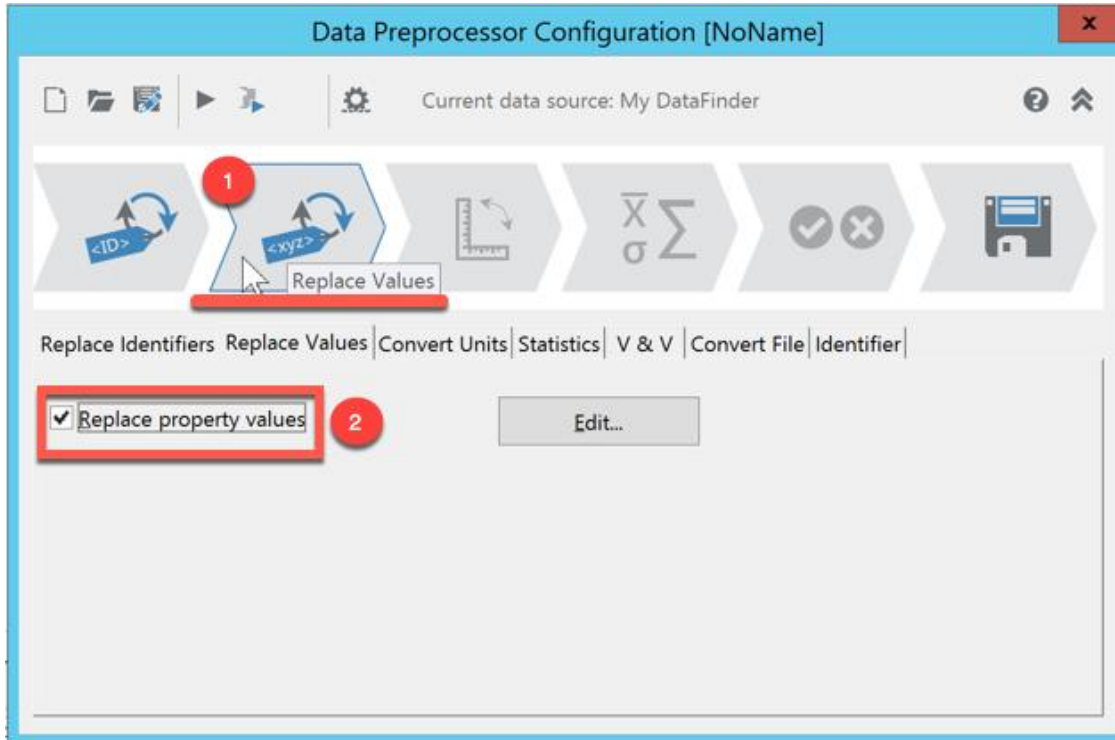 Data Preprocessor Configuration [NoName]
x
Current data source: My DataFinder
?
1
<ID>
<xyz>
X Σ
σ
Replace Values
Replace Identifiers Replace Values Convert Units Statistics V & V Convert File Identifier
Replace property values
2
Edit...